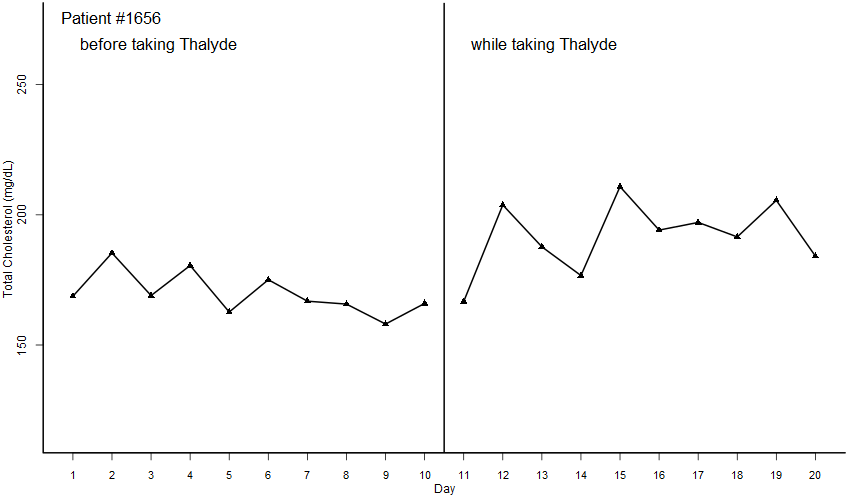 Patient #1656
before taking Thalyde
while taking Thalyde
Total Cholesterol (mg/dL)
250
200
150
1 2 3 4 5 6 7 8 9 10 11 12 13 14 15 16 17 18 19 20
Day